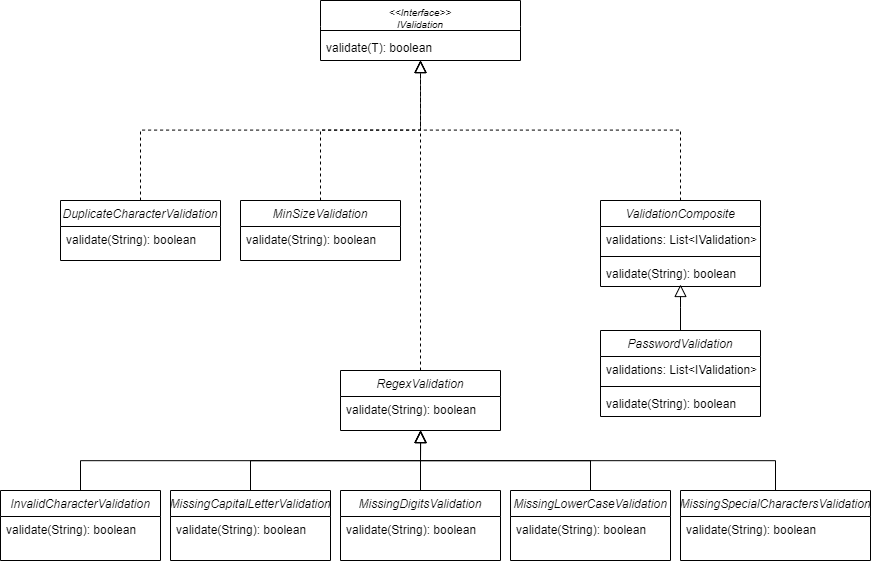 <<Interface>>
IValidation
validate(T): boolean
DuplicateCharacterValidation
validate(String): boolean
MinSizeValidation
validate(String): boolean
ValidationComposite
validations: List<IValidation>
validate(String): boolean
PasswordValidation
validations: List<IValidation>
validate(String): boolean
RegexValidation
validate(String): boolean
InvalidCharacterValidation
validate(String): boolean
MissingCapitalLetterValidation
validate(String): boolean
MissingDigitsValidation
validate(String): boolean
MissingLowerCaseValidation
validate(String): boolean
MissingSpecialCharactersValidation
validate(String): boolean